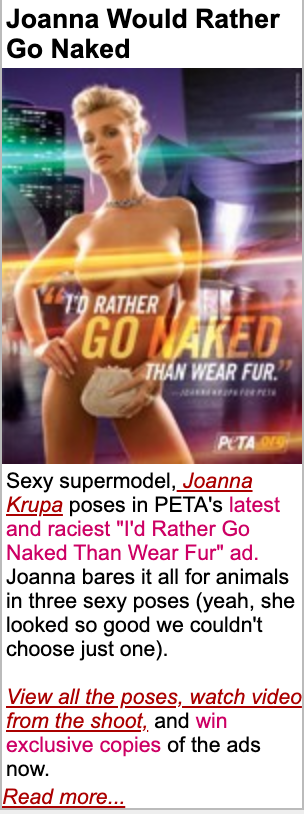 Joanna Would Rather
Go Naked
"I'D RATHER
GO NAKED
THAN WEAR FUR."
—JOANNA KRUPA FOR PETA
PETA.org
Sexy supermodel, Joanna
Krupa poses in PETA's latest
and raciest "I'd Rather Go
Naked Than Wear Fur" ad.
Joanna bares it all for animals
in three sexy poses (yeah, she
looked so good we couldn't
choose just one).
View all the poses, watch video
from the shoot, and win
exclusive copies of the ads
now.
Read more...